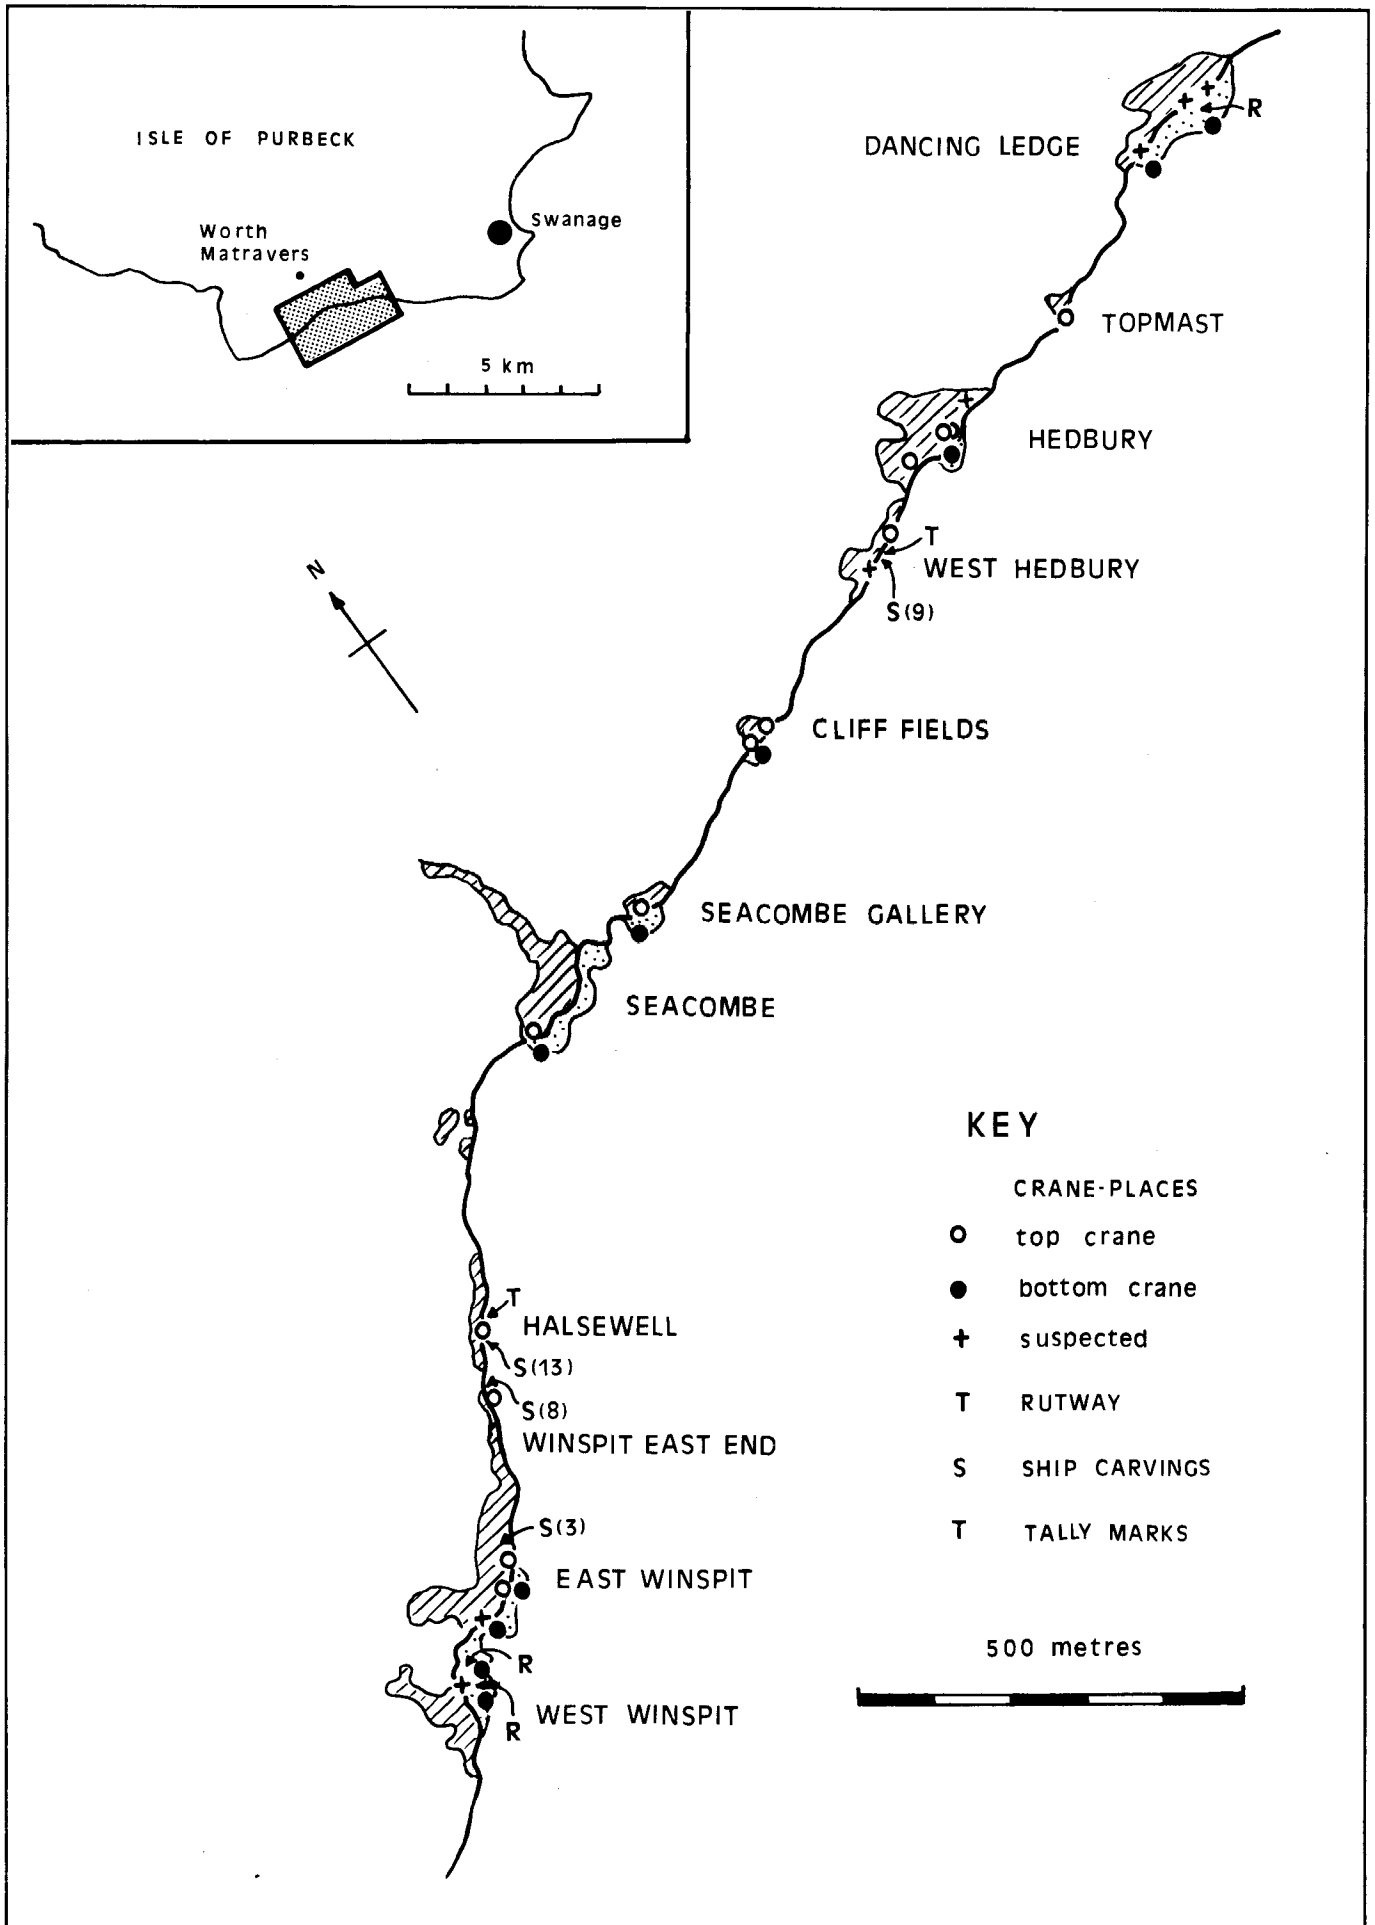 ISLE OF PURBECK
Worth
Matravers
Swanage
5 km
N
R
DANCING LEDGE
TOPMAST
HEDBURY
T
WEST HEDBURY
S(9)
CLIFF FIELDS
SEACOMBE GALLERY
SEACOMBE
T
HALSEWELL
S(13)
S(8)
WINSPIT EAST END
S(3)
EAST WINSPIT
R
R
WEST WINSPIT
KEY
CRANE-PLACES
top crane
bottom crane
suspected
T RUTWAY
S SHIP CARVINGS
T TALLY MARKS
500 metres